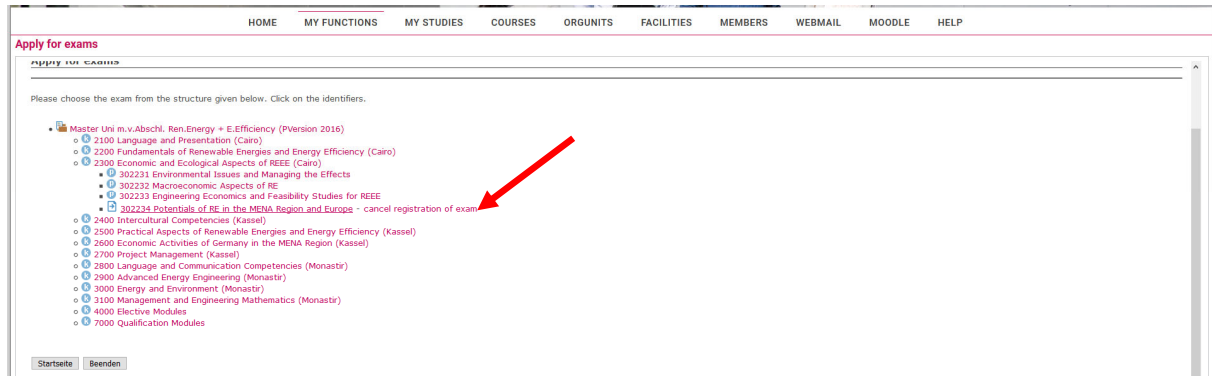 HOME MY FUNCTIONS MY STUDIES COURSES ORGUNITS FACILITIES MEMBERS WEBMAIL MOODLE HELP
Apply for exams
Apply for exams
Please choose the exam from the structure given below. Click on the identifiers.
Master Uni m.v.Abschl. Ren.Energy + E.Efficiency (PVersion 2016)
k 2100 Language and Presentation (Cairo)
k 2200 Fundamentals of Renewable Energies and Energy Efficiency (Cairo)
k 2300 Economic and Ecological Aspects of REEE (Cairo)
P 302231 Environmental Issues and Managing the Effects
P 302232 Macroeconomic Aspects of RE
P 302233 Engineering Economics and Feasibility Studies for REEE
302234 Potentials of RE in the MENA Region and Europe - cancel registration of exam
k 2400 Intercultural Competencies (Kassel)
k 2500 Practical Aspects of Renewable Energies and Energy Efficiency (Kassel)
k 2600 Economic Activities of Germany in the MENA Region (Kassel)
k 2700 Project Management (Kassel)
k 2800 Language and Communication Competencies (Monastir)
k 2900 Advanced Energy Engineering (Monastir)
k 3000 Energy and Environment (Monastir)
k 3100 Management and Engineering Mathematics (Monastir)
k 4000 Elective Modules
k 7000 Qualification Modules
Startseite Beenden